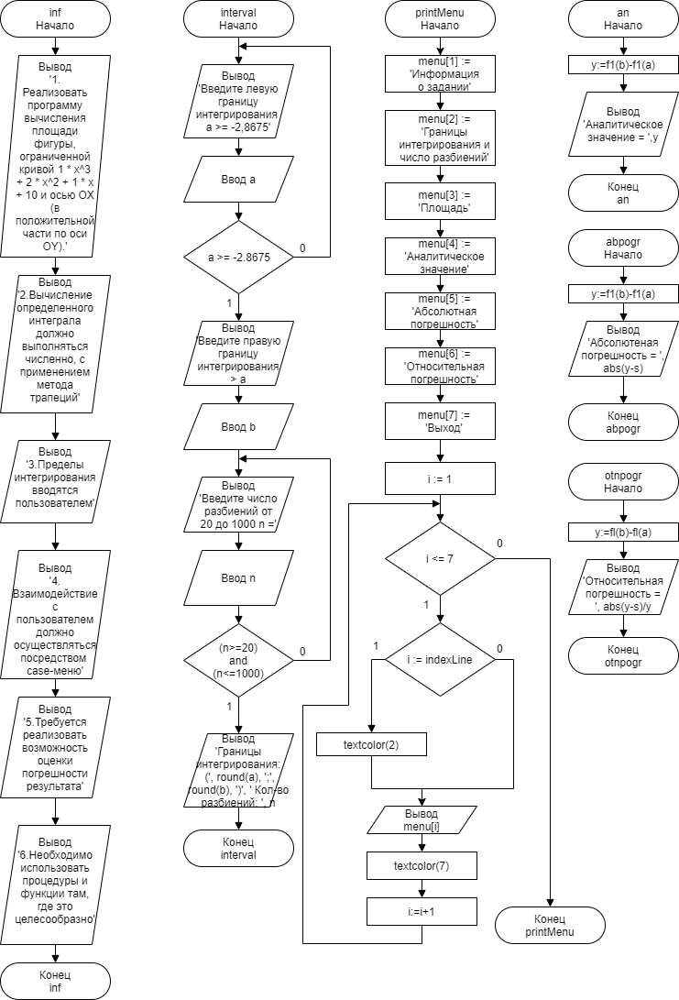 inf
Начало
Вывод
'1.
Реализовать
программу
вычисления
площади
фигуры,
ограниченной
кривой 1 * x^3
+ 2 * x^2 + 1 * x
+ 10 и осью OX
(в
положительной
части по оси
OY).'
Вывод
'2.Вычисление
определенного
интеграла
должно
выполняться
численно, с
применением
метода
трапеций'
Вывод
'3.Пределы
интегрирования
вводятся
пользователем'
Вывод
'4.
Взаимодействие
с
пользователем
должно
осуществляться
посредством
case-меню'
Вывод
'5.Требуется
реализовать
возможность
оценки
погрешности
результата'
Вывод
'6.Необходимо
использовать
процедуры и
функции там,
где это
целесообразно'
Конец
inf
interval
Начало
Вывод
'Введите левую
границу
интегрирования
a >= -2,8675'
Ввод a
a >= -2.8675
0
1
Вывод
'Введите правую
границу
интегрирования
> a
Ввод b
Вывод
'Введите число
разбиений от
20 до 1000 n ='
Ввод n
(n>=20)
and
(n<=1000)
0
1
Вывод
'Границы
интегрирования:
(', round(a), ';',
round(b), ')', ' Кол-во
разбиений: ', n
Конец
interval
printMenu
Начало
menu[1] :=
'Информация
о задании'
menu[2] :=
'Границы
интегрирования и
число разбиений'
menu[3] :=
'Площадь'
menu[4] :=
'Аналитическое
значение'
menu[5] :=
'Абсолютная
погрешность'
menu[6] :=
'Относительная
погрешность'
menu[7] :=
'Выход'
i := 1
i <= 7
0
1
i := indexLine
1
0
textcolor(2)
Вывод
menu[i]
textcolor(7)
i:=i+1
Конец
printMenu
an
Начало
y:=f1(b)-f1(a)
Вывод
'Аналитическое
значение = ',y
Конец
an
abpogr
Начало
y:=f1(b)-f1(a)
Вывод
'Абсолютеная
погрешность = ',
abs(y-s)
Конец
abpogr
otnpogr
Начало
y:=fl(b)-fl(a)
Вывод
'Относительная
погрешность =
', abs(y-s)/y
Конец
otnpogr